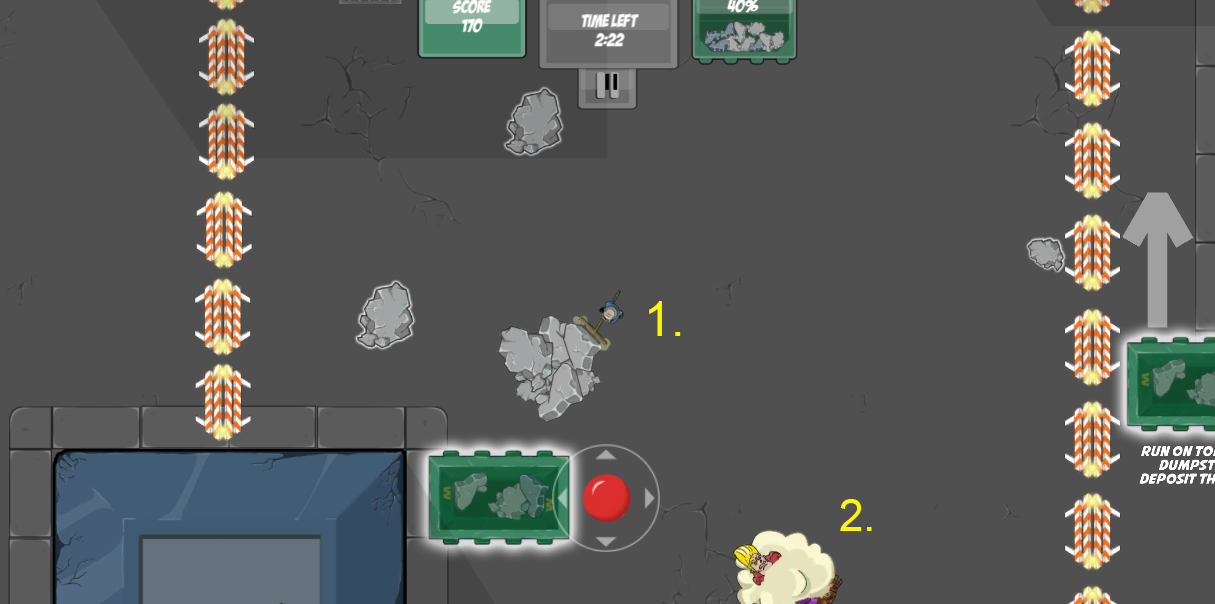 SCORE
170
TIME LEFT
2:22
40%
1.
2.
RUN ON TO
DUMPST
DEPOSIT TH